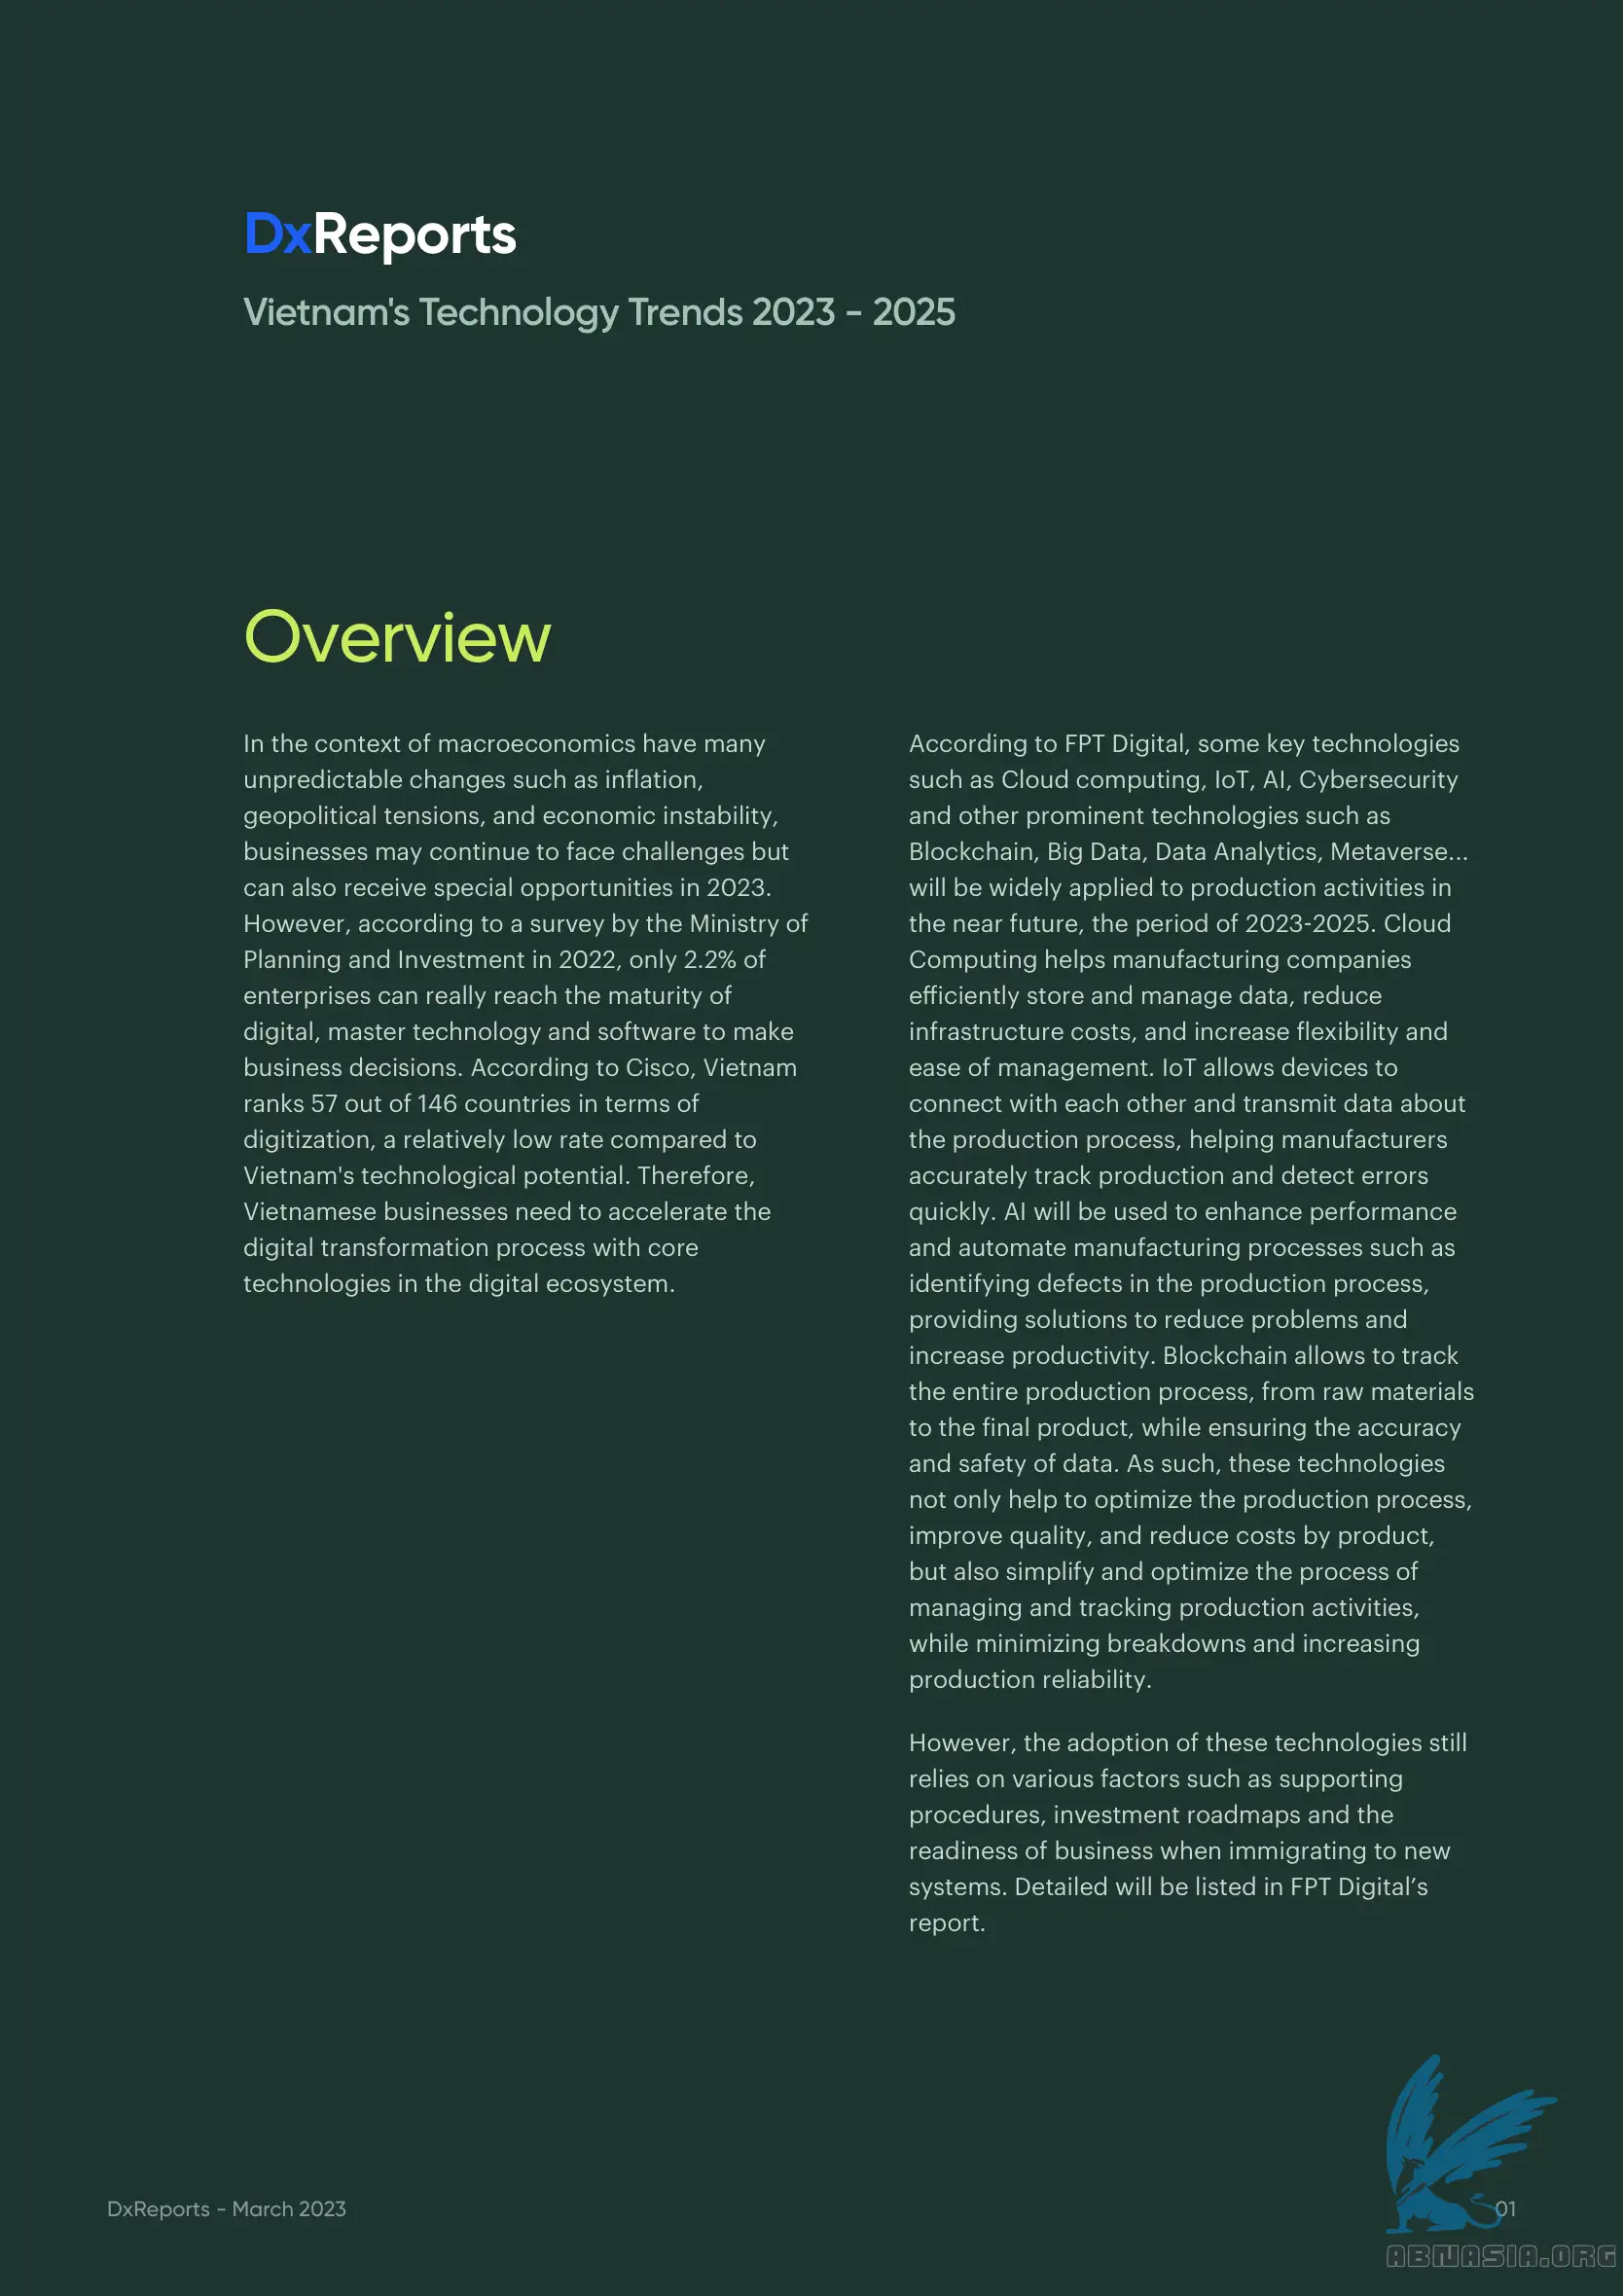 DxReports
Vietnam's Technology Trends 2023 - 2025
Overview
In the context of macroeconomics have many
unpredictable changes such as inflation,
geopolitical tensions, and economic instability,
businesses may continue to face challenges but
can also receive special opportunities in 2023.
However, according to a survey by the Ministry of
Planning and Investment in 2022, only 2.2% of
enterprises can really reach the maturity of
digital, master technology and software to make
business decisions. According to Cisco, Vietnam
ranks 57 out of 146 countries in terms of
digitization, a relatively low rate compared to
Vietnam's technological potential. Therefore,
Vietnamese businesses need to accelerate the
digital transformation process with core
technologies in the digital ecosystem.
According to FPT Digital, some key technologies
such as Cloud computing, IoT, AI, Cybersecurity
and other prominent technologies such as
Blockchain, Big Data, Data Analytics, Metaverse...
will be widely applied to production activities in
the near future, the period of 2023-2025. Cloud
Computing helps manufacturing companies
efficiently store and manage data, reduce
infrastructure costs, and increase flexibility and
ease of management. IoT allows devices to
connect with each other and transmit data about
the production process, helping manufacturers
accurately track production and detect errors
quickly. AI will be used to enhance performance
and automate manufacturing processes such as
identifying defects in the production process,
providing solutions to reduce problems and
increase productivity. Blockchain allows to track
the entire production process, from raw materials
to the final product, while ensuring the accuracy
and safety of data. As such, these technologies
not only help to optimize the production process,
improve quality, and reduce costs by product,
but also simplify and optimize the process of
managing and tracking production activities,
while minimizing breakdowns and increasing
production reliability.
However, the adoption of these technologies still
relies on various factors such as supporting
procedures, investment roadmaps and the
readiness of business when immigrating to new
systems. Detailed will be listed in FPT Digital’s
report.
DxReports - March 2023
01
ABNASIA.ORG